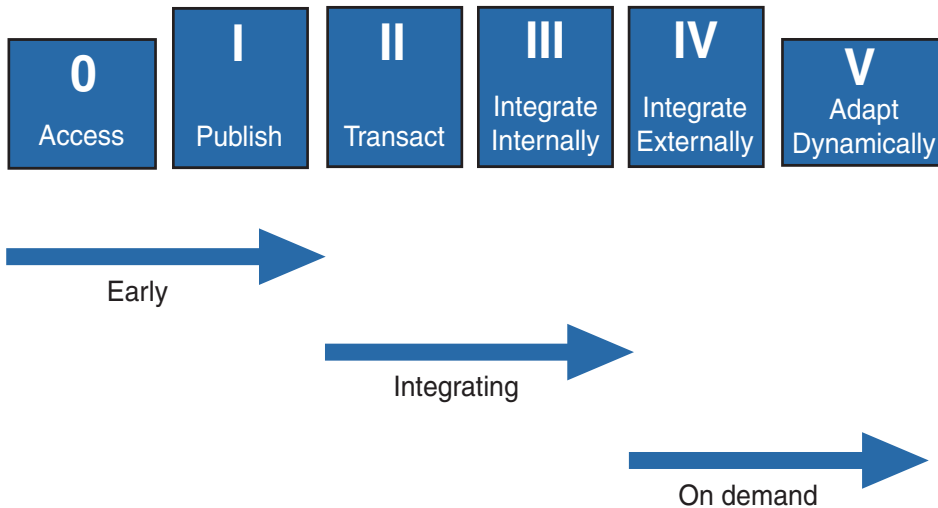 0
Access
I
Publish
II
Transact
III
Integrate
Internally
IV
Integrate
Externally
V
Adapt
Dynamically
Early
Integrating
On demand